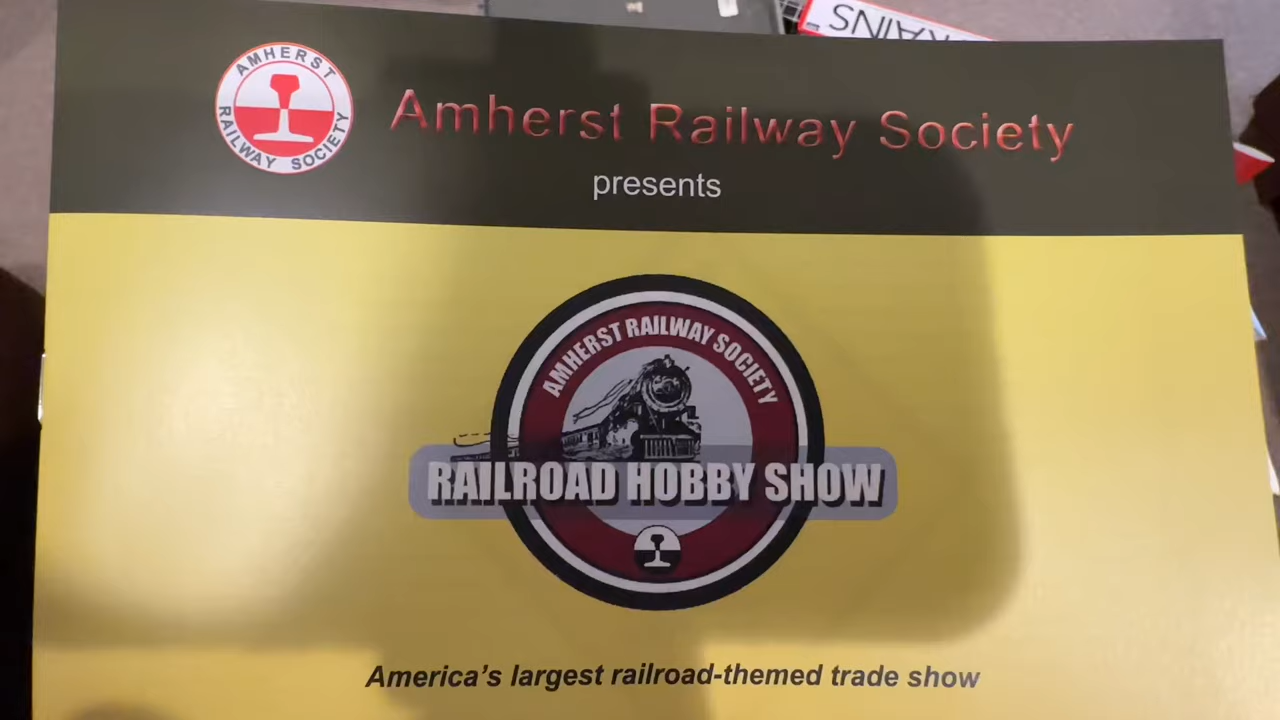 AMHERST
RAILWAY SOCIETY
Amherst Railway Society
presents
AMHERST RAILWAY SOCIETY
RAILROAD HOBBY SHOW
America's largest railroad-themed trade show